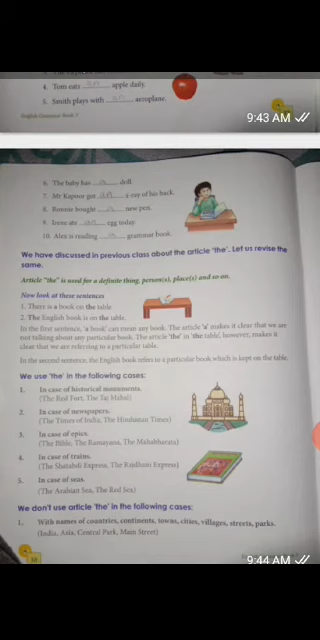 4. Tom eats an apple daily.
5. Smith plays with an aeroplane.
English Grammar Book 3
9:43 AM
6. The baby has a doll.
7. Mr Kapoor got an x-ray of his back.
8. Ronnie bought a new pen.
9. Irene ate an egg today.
10. Alex is reading a grammar book.
We have discussed in previous class about the article 'the'. Let us revise the
same.
Article "the" is used for a definite thing, person(s), place(s) and so on.
Now look at these sentences
1. There is a book on the table
2. The English book is on the table.
In the first sentence, 'a book' can mean any book. The article 'a' makes it clear that we are
not talking about any particular book. The article 'the' in 'the table', however, makes it
clear that we are referring to a particular table.
In the second sentence, the English book refers to a particular book which is kept on the table.
We use 'the' in the following cases:
1. In case of historical monuments.
(The Red Fort, The Taj Mahal)
2. In case of newspapers.
(The Times of India, The Hindustan Times)
3. In case of epics.
(The Bible, The Ramayana, The Mahabharata)
4. In case of trains.
(The Shatabdi Express, The Rajdhani Express)
5. In case of seas.
(The Arabian Sea, The Red Sea)
We don't use article 'the' in the following cases:
1. With names of countries, continents, towns, cities, villages, streets, parks.
(India, Asia, Central Park, Main Street)
9:44 AM